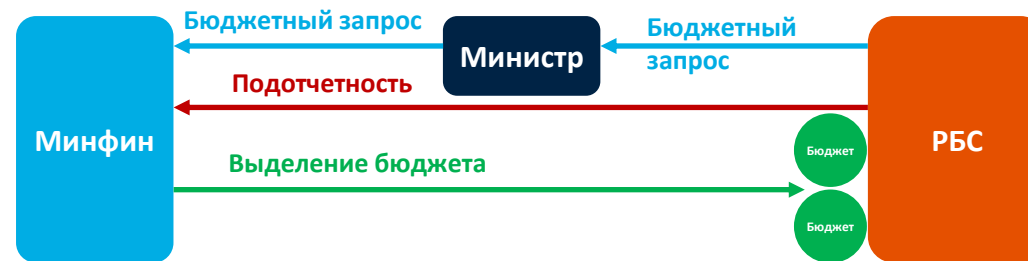 Бюджетный запрос
Бюджетный
запрос
Министр
Подотчетность
Минфин
РБС
Бюджет
Выделение бюджета
Бюджет